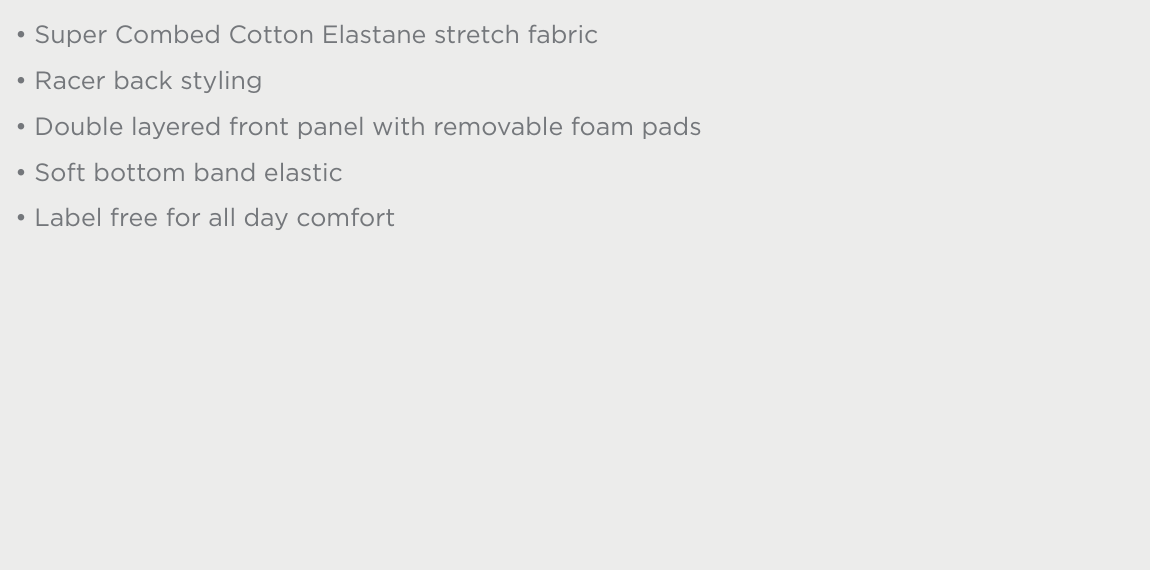 • Super Combed Cotton Elastane stretch fabric
• Racer back styling
• Double layered front panel with removable foam pads
• Soft bottom band elastic
• Label free for all day comfort